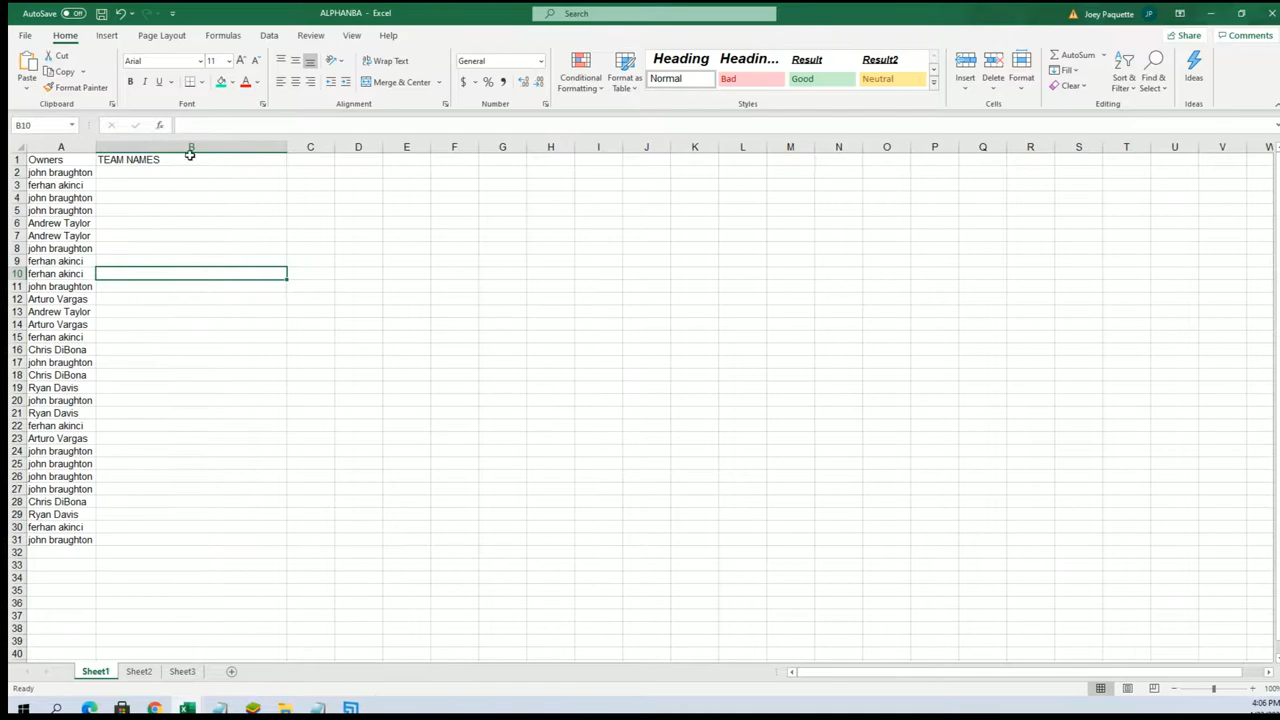 AutoSave Off ALPHANBA - Excel Search Joey Paquette JP
File Home Insert Page Layout Formulas Data Review View Help Share Comments
Paste Cut Copy Format Painter Clipboard
Arial 11 A A B I U A Font
Wrap Text Merge & Center Alignment
General $ % Number
Conditional Formatting Format as Table
Heading Headin... Result Result2
Normal Bad Good Neutral
Styles
Insert Delete Format Cells
AutoSum Fill Clear Sort & Filter Find & Select Editing
Ideas Ideas
B10 fx
A B C D E F G H I J K L M N O P Q R S T U V W
1 Owners TEAM NAMES
2 john braughton
3 ferhan akinci
4 john braughton
5 john braughton
6 Andrew Taylor
7 Andrew Taylor
8 john braughton
9 ferhan akinci
10 ferhan akinci
11 john braughton
12 Arturo Vargas
13 Andrew Taylor
14 Arturo Vargas
15 ferhan akinci
16 Chris DiBona
17 john braughton
18 Chris DiBona
19 Ryan Davis
20 john braughton
21 Ryan Davis
22 ferhan akinci
23 Arturo Vargas
24 john braughton
25 john braughton
26 john braughton
27 john braughton
28 Chris DiBona
29 Ryan Davis
30 ferhan akinci
31 john braughton
32
33
34
35
36
37
38
39
40
Sheet1 Sheet2 Sheet3
Ready 100%
4:06 PM